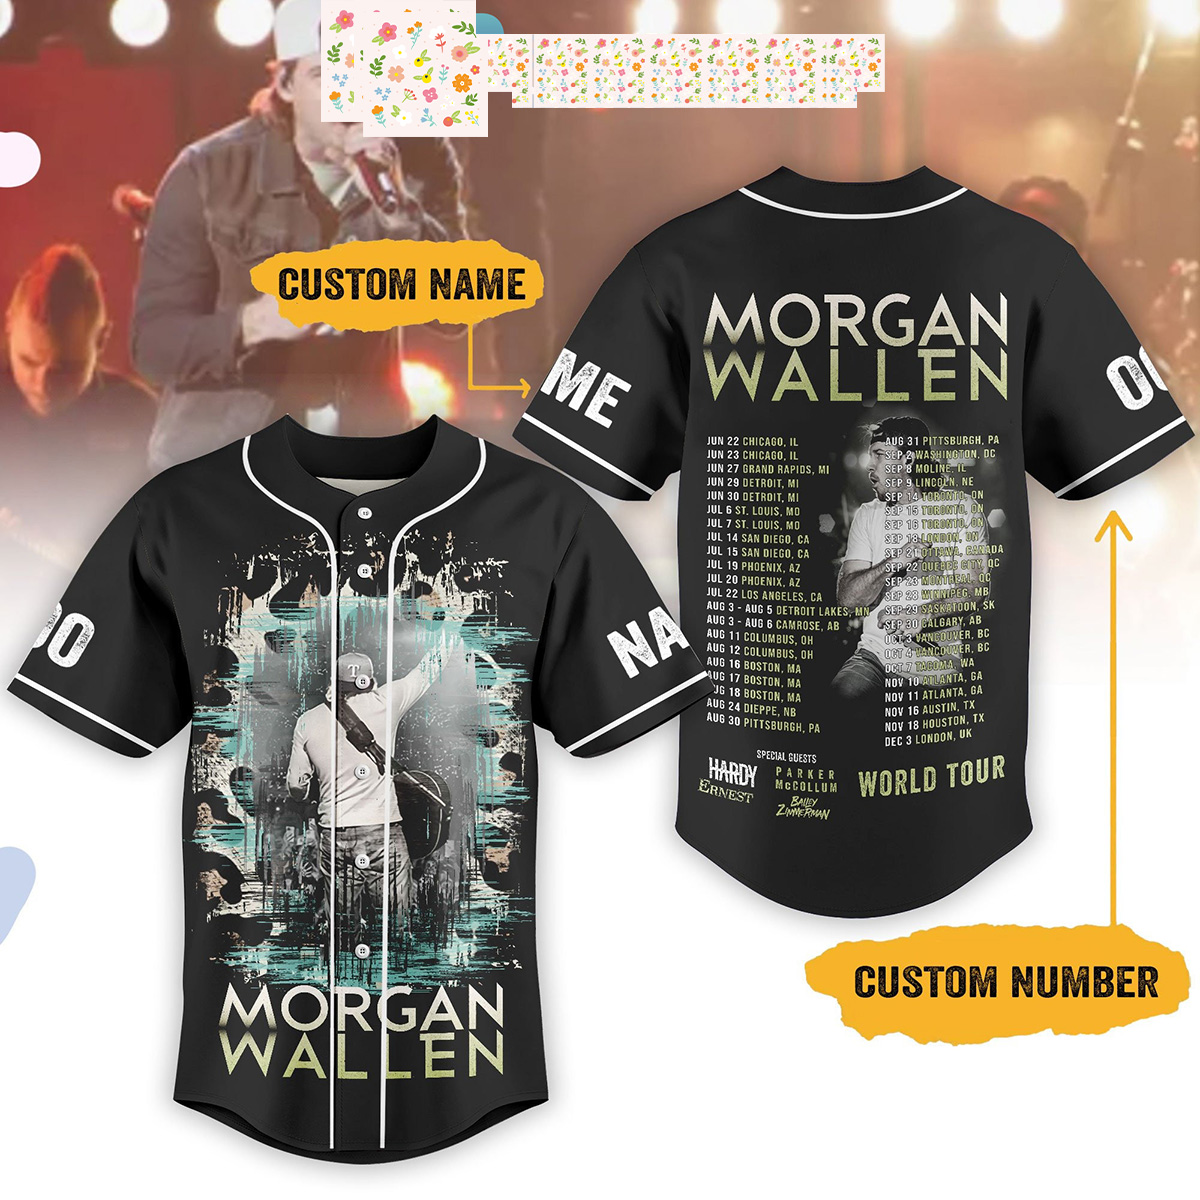 CUSTOM NAME
ME
00
MORGAN
WALLEN
JUN 22 CHICAGO, IL
JUN 23 CHICAGO, IL
JUN 27 GRAND RAPIDS, MI
JUN 29 DETROIT, MI
JUN 30 DETROIT, MI
JUL 6 ST. LOUIS, MO
JUL 7 ST. LOUIS, MO
JUL 14 SAN DIEGO, CA
JUL 15 SAN DIEGO, CA
JUL 19 PHOENIX, AZ
JUL 20 PHOENIX, AZ
JUL 22 LOS ANGELES, CA
AUG 3 - AUG 5 DETROIT LAKES, MN
AUG 3 - AUG 6 CAMROSE, AB
AUG 11 COLUMBUS, OH
AUG 12 COLUMBUS, OH
AUG 16 BOSTON, MA
AUG 17 BOSTON, MA
AUG 18 BOSTON, MA
AUG 24 DIEPPE, NB
AUG 30 PITTSBURGH, PA
AUG 31 PITTSBURGH, PA
SEP 2 WASHINGTON, DC
SEP 8 MOLINE, IL
SEP 9 LINCOLN, NE
SEP 14 TORONTO, ON
SEP 15 TORONTO, ON
SEP 16 TORONTO, ON
SEP 18 LONDON, ON
SEP 21 OTTAWA, CANADA
SEP 22 QUEBEC CITY, QC
SEP 23 MONTREAL, QC
SEP 28 WINNIPEG, MB
SEP 29 SASKATOON, SK
SEP 30 CALGARY, AB
OCT 3 VANCOUVER, BC
OCT 4 VANCOUVER, BC
OCT 7 TACOMA, WA
NOV 10 ATLANTA, GA
NOV 11 ATLANTA, GA
NOV 16 AUSTIN, TX
NOV 18 HOUSTON, TX
DEC 3 LONDON, UK
SPECIAL GUESTS
HARDY
ERNEST
PARKER
McCOLLUM
BAILEY
ZIMMERMAN
WORLD TOUR
00
NA
T
MORGAN
WALLEN
CUSTOM NUMBER